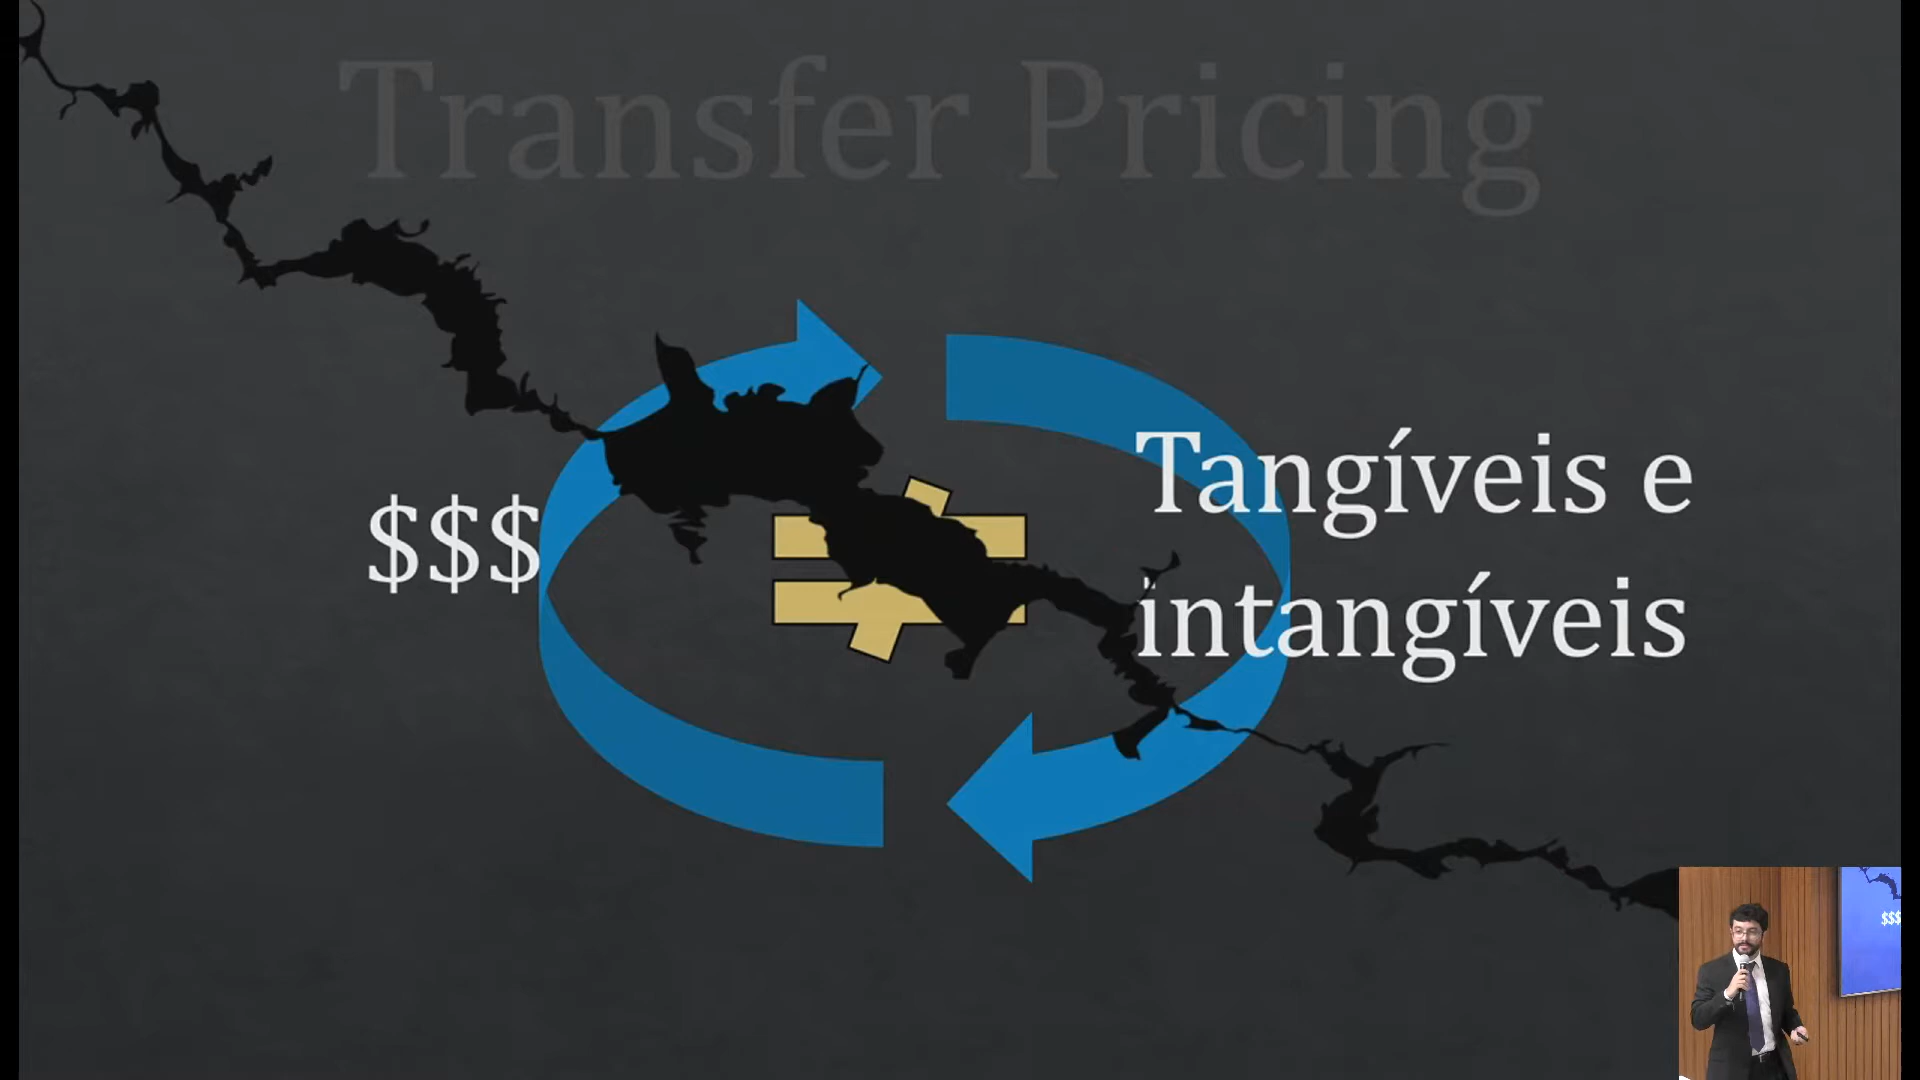 Transfer Pricing
$$$
Tangíveis e
intangíveis
$$$